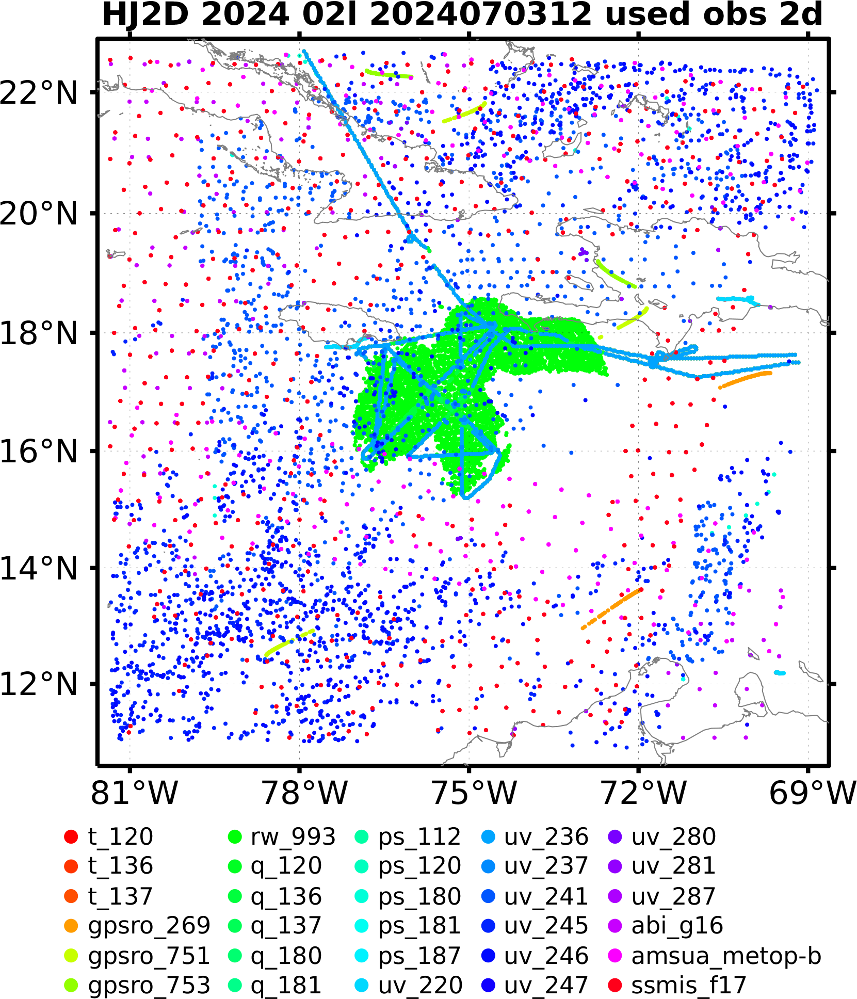 HJ2D 2024 02l 2024070312 used obs 2d
22°N
20°N
18°N
16°N
14°N
12°N
81°W 78°W 75°W 72°W 69°W
t_120 rw_993 ps_112 uv_236 uv_280
t_136 q_120 ps_120 uv_237 uv_281
t_137 q_136 ps_180 uv_241 uv_287
gpsro_269 q_137 ps_181 uv_245 abi_g16
gpsro_751 q_180 ps_187 uv_246 amsua_metop-b
gpsro_753 q_181 uv_220 uv_247 ssmis_f17